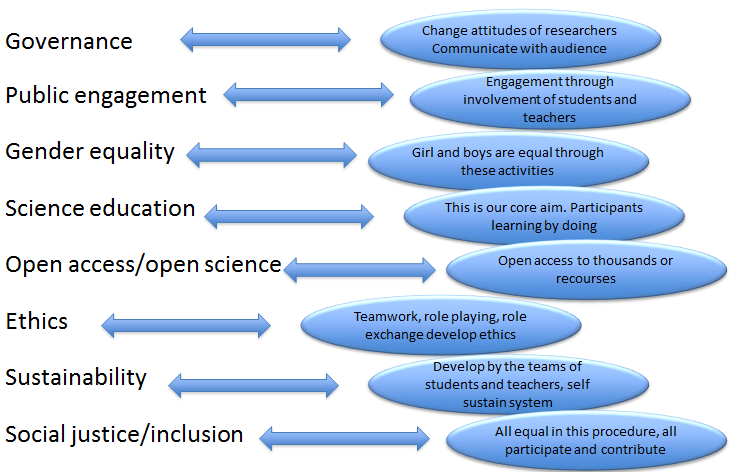 Governance
Change attitudes of researchers
Communicate with audience
Public engagement
Engagement through
involvement of students and
teachers
Gender equality
Girl and boys are equal through
these activities
Science education
This is our core aim. Participants
learning by doing
Open access/open science
Open access to thousands or
recourses
Ethics
Teamwork, role playing, role
exchange develop ethics
Sustainability
Develop by the teams of
students and teachers, self
sustain system
Social justice/inclusion
All equal in this procedure, all
participate and contribute